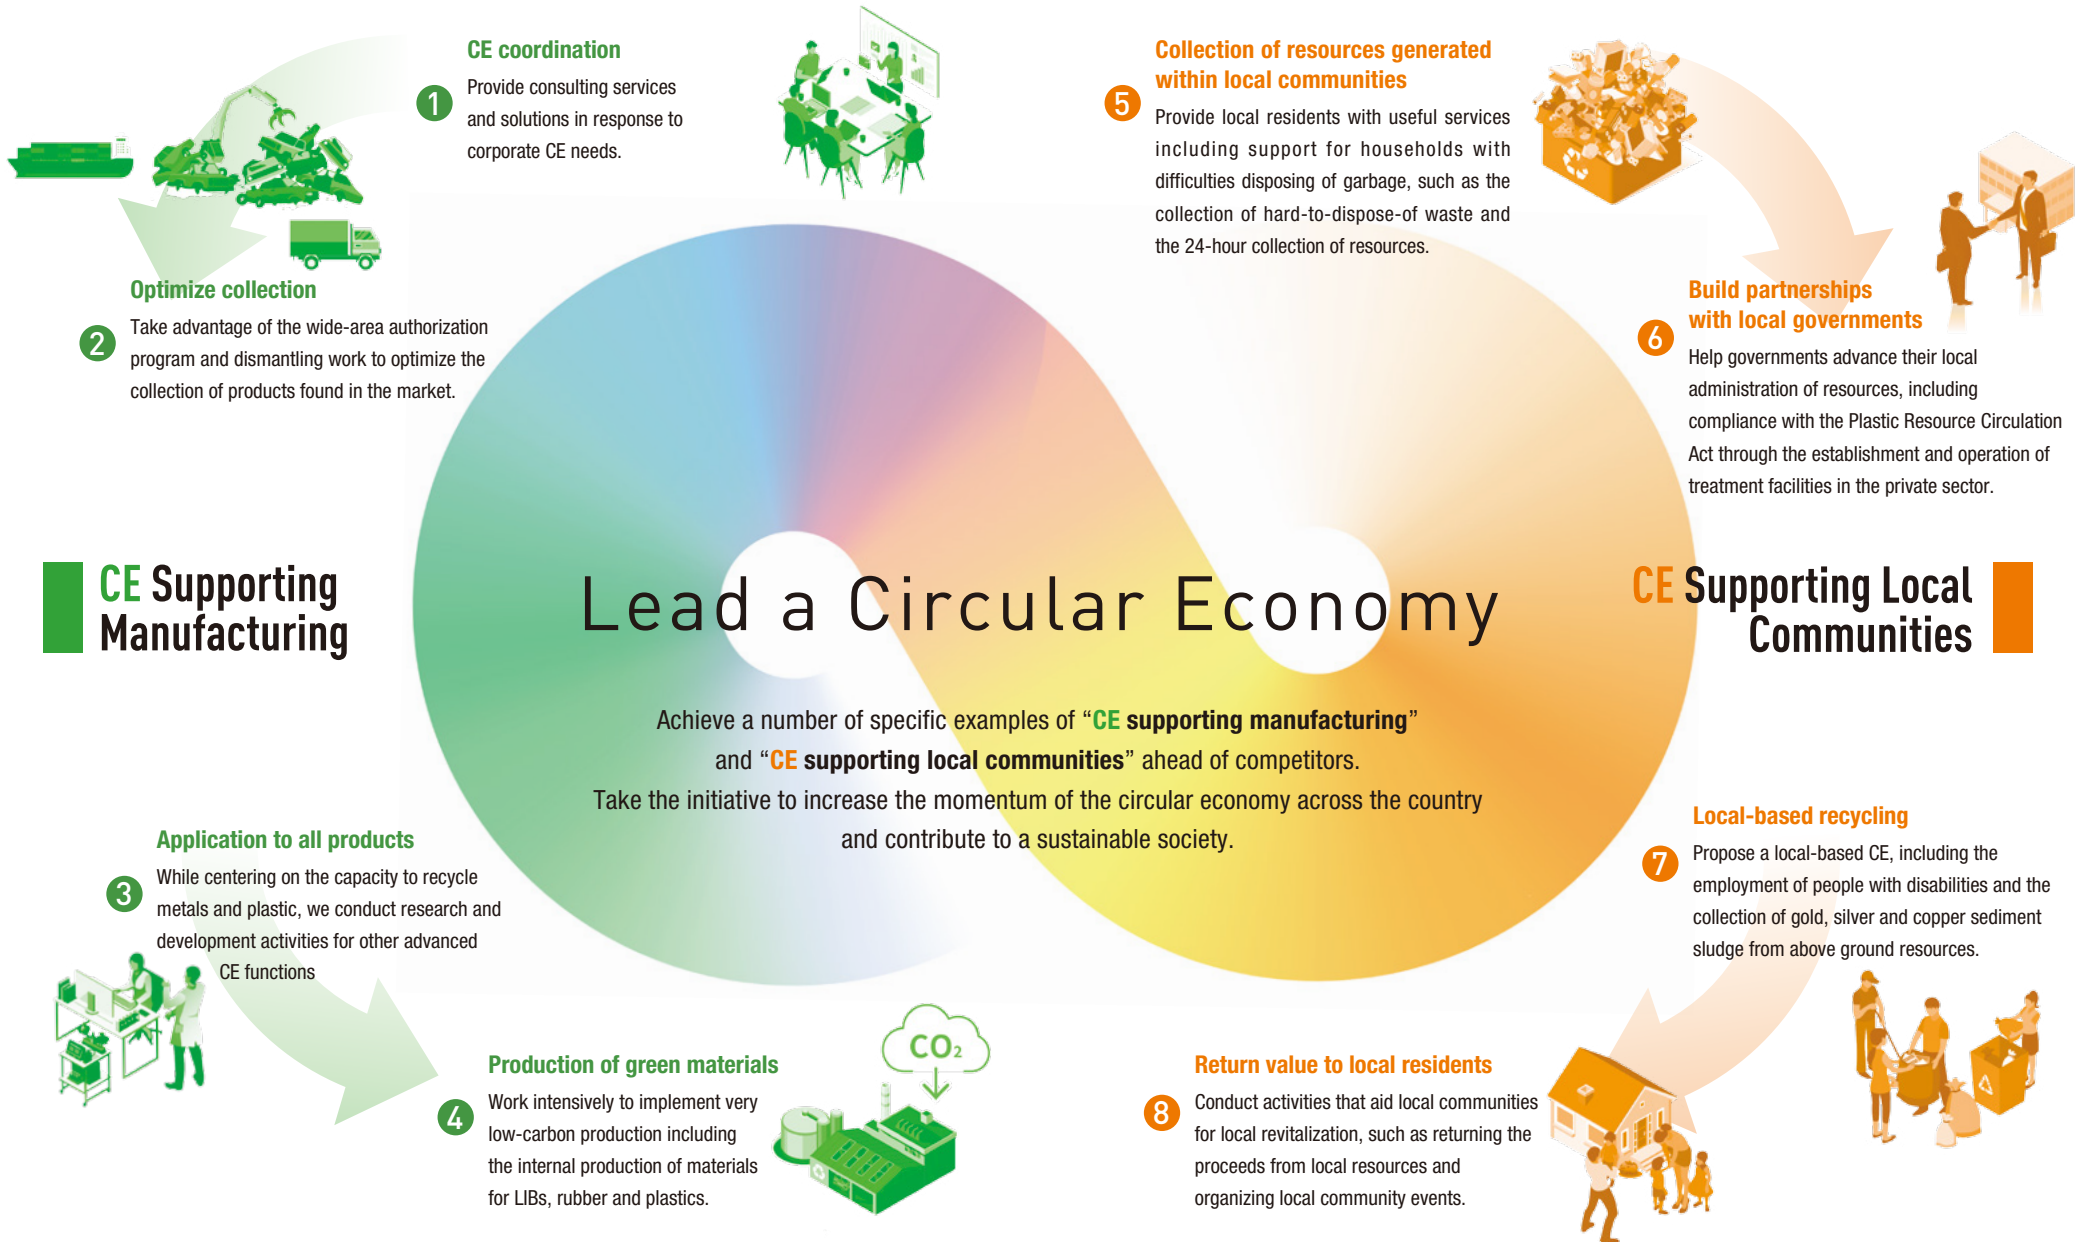 CE coordination
1
Provide consulting services
and solutions in response to
corporate CE needs.
Optimize collection
2
Take advantage of the wide-area authorization
program and dismantling work to optimize the
collection of products found in the market.
CE Supporting
Manufacturing
Application to all products
3
While centering on the capacity to recycle
metals and plastic, we conduct research and
development activities for other advanced
CE functions
Production of green materials
4
Work intensively to implement very
low-carbon production including
the internal production of materials
for LIBs, rubber and plastics.
CO2
Lead a Circular Economy
Achieve a number of specific examples of “CE supporting manufacturing”
and “CE supporting local communities” ahead of competitors.
Take the initiative to increase the momentum of the circular economy across the country
and contribute to a sustainable society.
Collection of resources generated
within local communities
5
Provide local residents with useful services
including support for households with
difficulties disposing of garbage, such as the
collection of hard-to-dispose-of waste and
the 24-hour collection of resources.
Build partnerships
with local governments
6
Help governments advance their local
administration of resources, including
compliance with the Plastic Resource Circulation
Act through the establishment and operation of
treatment facilities in the private sector.
CE Supporting Local
Communities
Local-based recycling
7
Propose a local-based CE, including the
employment of people with disabilities and the
collection of gold, silver and copper sediment
sludge from above ground resources.
Return value to local residents
8
Conduct activities that aid local communities
for local revitalization, such as returning the
proceeds from local resources and
organizing local community events.